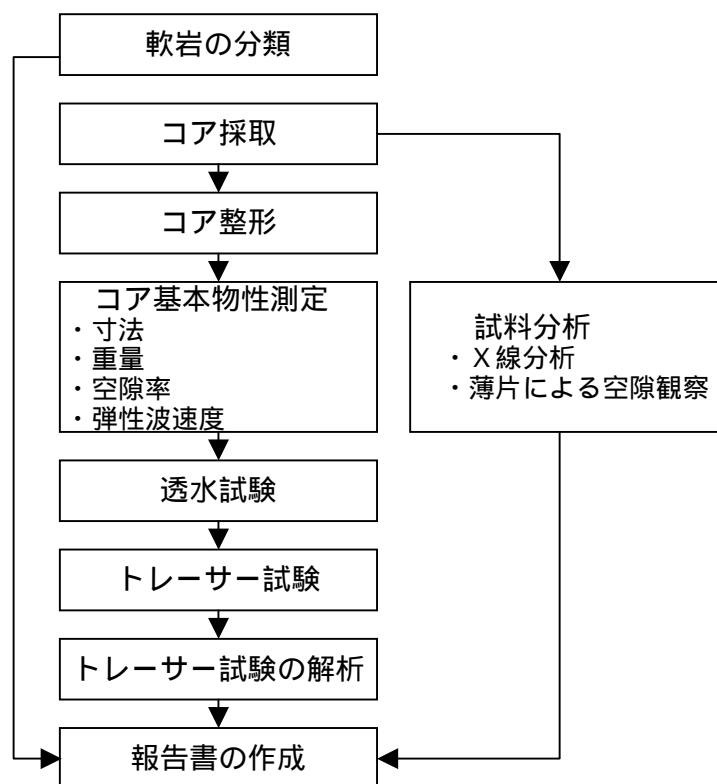 軟岩の分類
コア採取
コア整形
コア基本物性測定
・寸法
・重量
・空隙率
・弾性波速度
試料分析
・Ｘ線分析
・薄片による空隙観察
透水試験
トレーサー試験
トレーサー試験の解析
報告書の作成